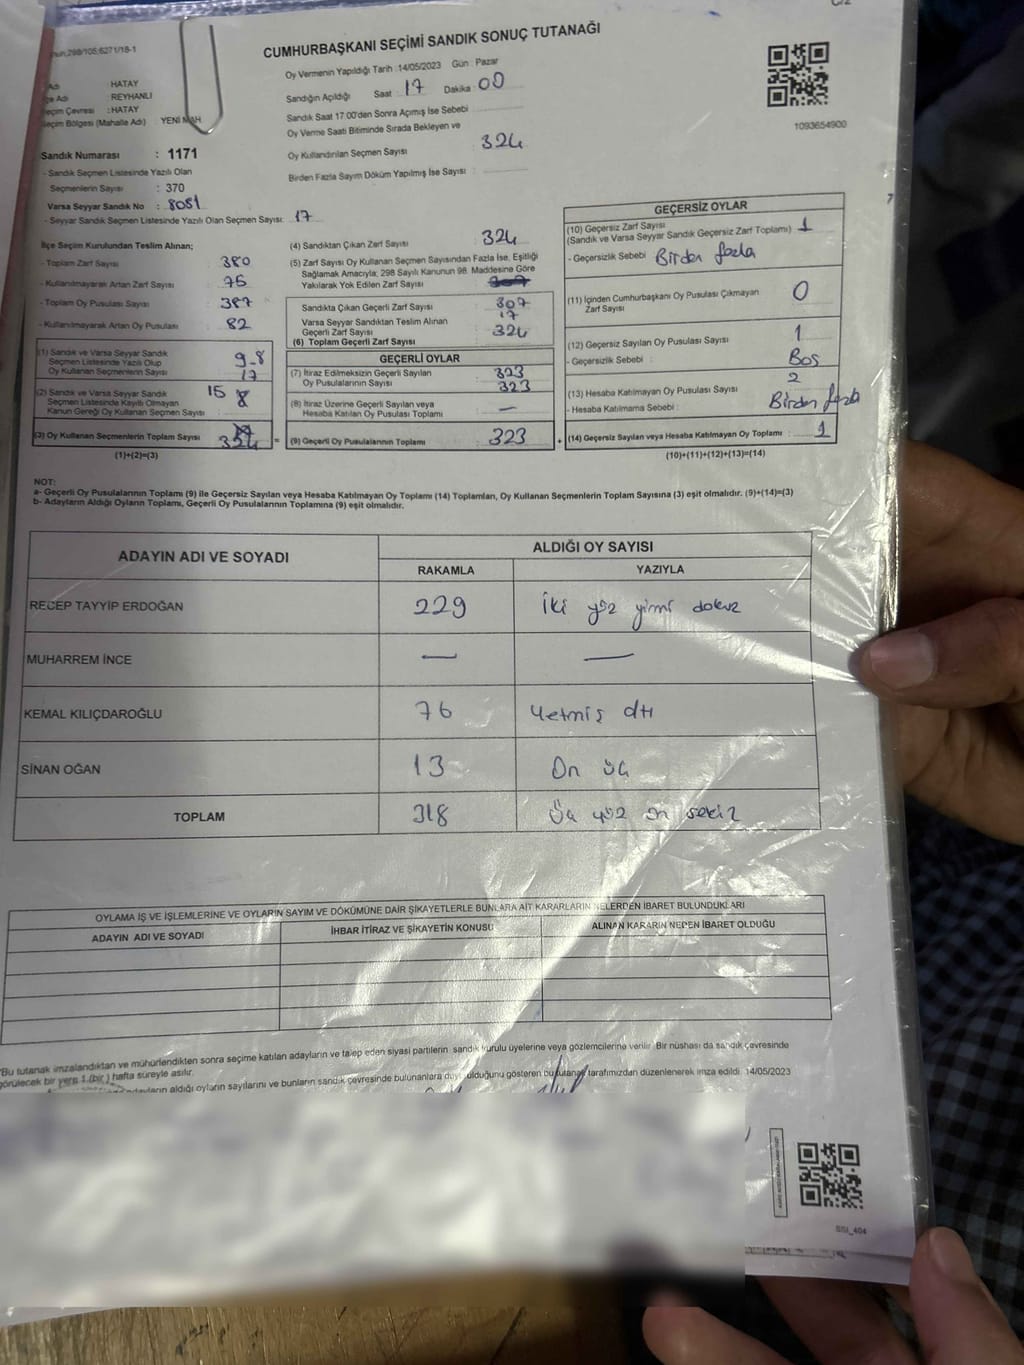 CUMHURBAŞKANI SEÇİMİ SANDIK SONUÇ TUTANAĞI
298/105;6271/18-1
Adı : HATAY
Adı : REYHANLI
Seçim Çevresi : HATAY
Seçim Bölgesi (Mahalle Adı) YENİ MAH
Sandık Numarası : 1171
- Sandık Seçmen Listesinde Yazılı Olan
Seçmenlerin Sayısı : 370
Varsa Seyyar Sandık No : 8051
- Seyyar Sandık Seçmen Listesinde Yazılı Olan Seçmen Sayısı: 17
Oy Vermenin Yapıldığı Tarih :14/05/2023 Gün : Pazar
Sandığın Açıldığı Saat : 17 Dakika : 00
Sandık Saat 17:00'den Sonra Açımış İse Sebebi :
Oy Verme Saati Bitiminde Sırada Bekleyen ve
Oy Kullandırılan Seçmen Sayısı : 324
Birden Fazla Sayım Döküm Yapılmış İse Sayısı :
1093654900
İlçe Seçim Kurulundan Teslim Alınan;
- Toplam Zarf Sayısı : 380
- Kullanılmayarak Artan Zarf Sayısı : 75
- Toplam Oy Pusulası Sayısı : 387
- Kullanılmayarak Artan Oy Pusulası : 82
(1) Sandık ve Varsa Seyyar Sandık
Seçmen Listesinde Yazılı Olup
Oy Kullanan Seçmenlerin Sayısı 17
(2) Sandık ve Varsa Seyyar Sandık
Seçmen Listesinde Kayıtlı Olmayan
Kanun Gereği Oy Kullanan Seçmen Sayısı : 15
(3) Oy Kullanan Seçmenlerin Toplam Sayısı
(1)+(2)=(3)
(4) Sandıktan Çıkan Zarf Sayısı : 324
(5) Zarf Sayısı Oy Kullanan Seçmen Sayısından Fazla İse, Eşitliği
Sağlamak Amacıyla; 298 Sayılı Kanunun 98. Maddesine Göre
Yakılarak Yok Edilen Zarf Sayısı
Sandıkta Çıkan Geçerli Zarf Sayısı : 307
Varsa Seyyar Sandıktan Teslim Alınan
Geçerli Zarf Sayısı : 17
(6) Toplam Geçerli Zarf Sayısı : 324
GEÇERLİ OYLAR
(7) İtiraz Edilmeksizin Geçerli Sayılan
Oy Pusulalarının Sayısı : 323
323
(8) İtiraz Üzerine Geçerli Sayılan veya
Hesaba Katılan Oy Pusulası Toplamı : —
(9) Geçerli Oy Pusulalarının Toplamı : 323
GEÇERSİZ OYLAR
(10) Geçersiz Zarf Sayısı
(Sandık ve Varsa Seyyar Sandık Geçersiz Zarf Toplamı) : 1
- Geçersizlik Sebebi : Birden fazla
(11) İçinden Cumhurbaşkanı Oy Pusulası Çıkmayan
Zarf Sayısı : 0
(12) Geçersiz Sayılan Oy Pusulası Sayısı : 1
- Geçersizlik Sebebi : Boş
(13) Hesaba Katılmayan Oy Pusulası Sayısı : 2
- Hesaba Katılmama Sebebi : Birden fazla
(14) Geçersiz Sayılan veya Hesaba Katılmayan Oy Toplamı : 1
(10)+(11)+(12)+(13)=(14)
NOT:
a- Geçerli Oy Pusulalarının Toplamı (9) ile Geçersiz Sayılan veya Hesaba Katılmayan Oy Toplamı (14) Toplamları, Oy Kullanan Seçmenlerin Toplam Sayısına (3) eşit olmalıdır. (9)+(14)=(3)
b- Adayların Aldığı Oyların Toplamı, Geçerli Oy Pusulalarının Toplamına (9) eşit olmalıdır.
ADAYIN ADI VE SOYADI ALDIĞI OY SAYISI
RAKAMLA YAZIYLA
RECEP TAYYİP ERDOĞAN 229 iki yüz yimi dokuz
MUHARREM İNCE — —
KEMAL KILIÇDAROĞLU 76 Yetmiş altı
SİNAN OĞAN 13 On üç
TOPLAM 318 Üç yüz on sekiz
OYLAMA İŞ VE İŞLEMLERİNE VE OYLARIN SAYIM VE DÖKÜMÜNE DAİR ŞİKAYETLERLE BUNLARA AİT KARARLARIN NELERDEN İBARET BULUNDUKLARI
ADAYIN ADI VE SOYADI İHBAR İTİRAZ VE ŞİKAYETİN KONUSU ALINAN KARARIN NEDEN İBARET OLDUĞU
"Bu tutanak imzalandıktan ve mühürlendikten sonra seçime katılan adayların ve talep eden siyasi partilerin sandık kurulu üyelerine veya gözlemcilerine verilir. Bir nüshası da sandık çevresinde
görülecek bir yere 1 (bir) hafta süreyle asılır.
adayların aldığı oyların sayılarını ve bunların sandık çevresinde bulunanlara olduğunu gösteren bu tutanak tarafımızdan düzenlenerek imza edildi. 14/05/2023
SSI_404